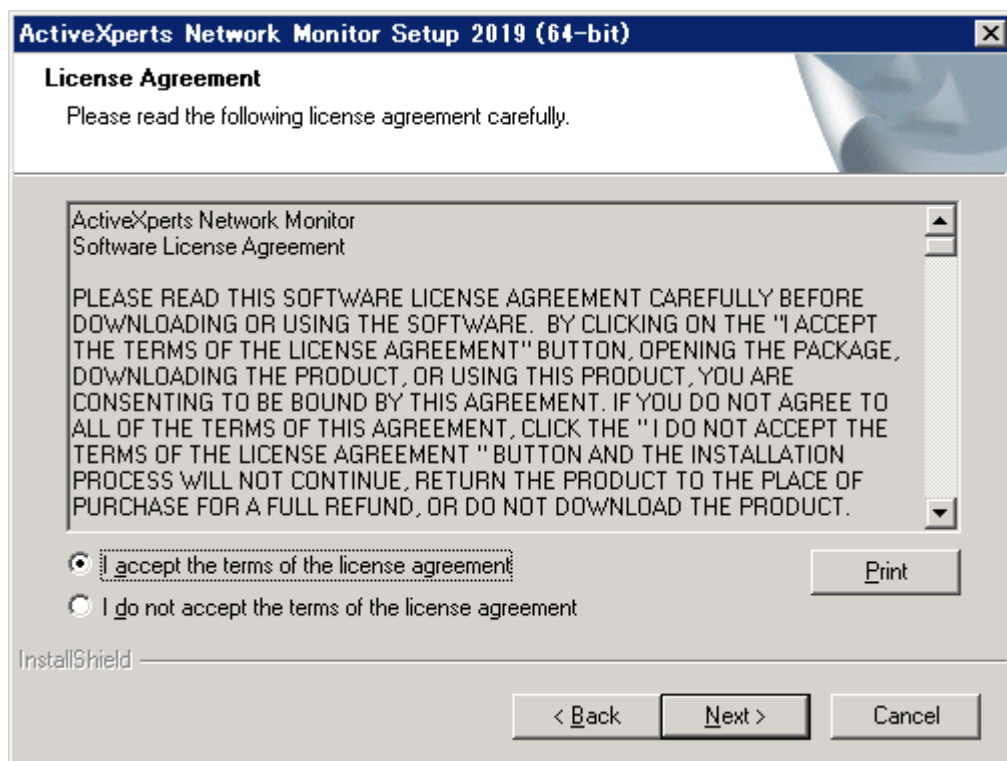 ActiveXperts Network Monitor Setup 2019 (64-bit)
License Agreement
Please read the following license agreement carefully.
ActiveXperts Network Monitor
Software License Agreement
PLEASE READ THIS SOFTWARE LICENSE AGREEMENT CAREFULLY BEFORE
DOWNLOADING OR USING THE SOFTWARE.  BY CLICKING ON THE "I ACCEPT
THE TERMS OF THE LICENSE AGREEMENT" BUTTON, OPENING THE PACKAGE,
DOWNLOADING THE PRODUCT, OR USING THIS PRODUCT, YOU ARE
CONSENTING TO BE BOUND BY THIS AGREEMENT. IF YOU DO NOT AGREE TO
ALL OF THE TERMS OF THIS AGREEMENT, CLICK THE " I DO NOT ACCEPT THE
TERMS OF THE LICENSE AGREEMENT " BUTTON AND THE INSTALLATION
PROCESS WILL NOT CONTINUE, RETURN THE PRODUCT TO THE PLACE OF
PURCHASE FOR A FULL REFUND, OR DO NOT DOWNLOAD THE PRODUCT.
I accept the terms of the license agreement
Print
I do not accept the terms of the license agreement
InstallShield
< Back
Next >
Cancel